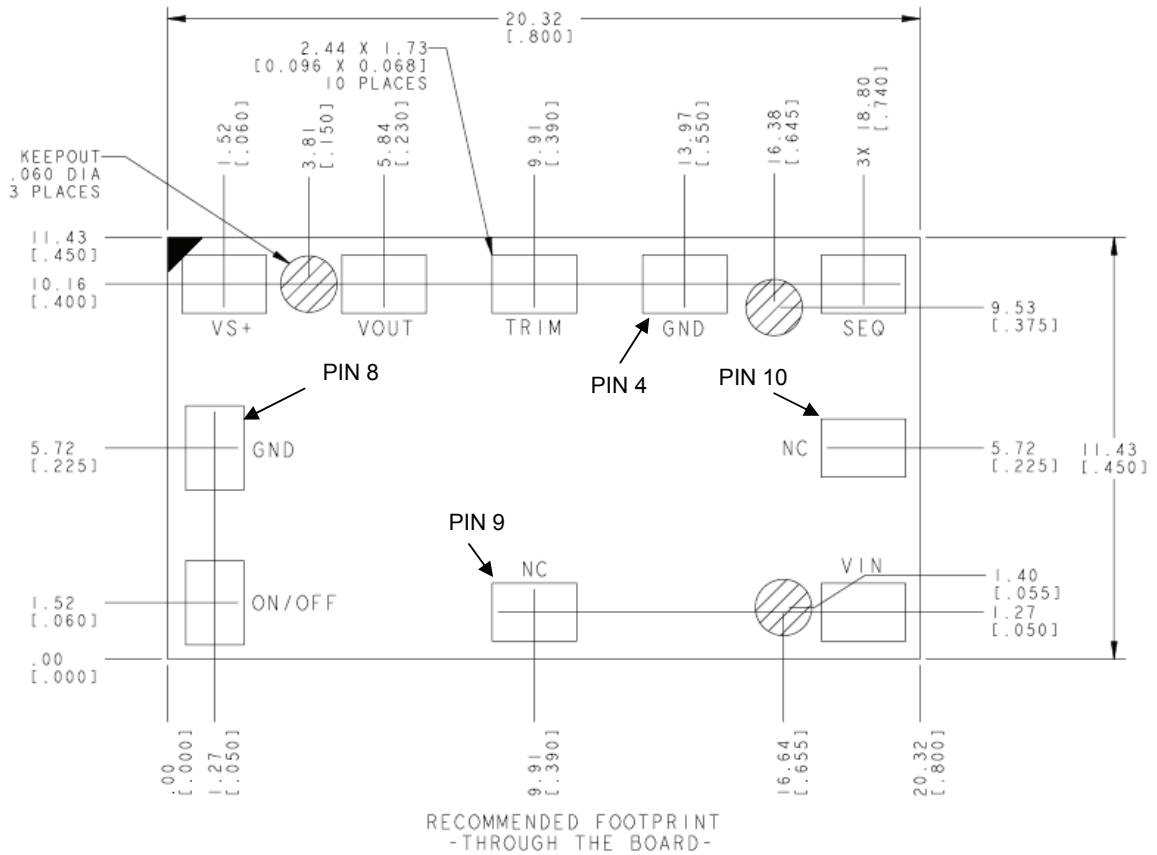 20.32
[.800]
2.44 X 1.73
[0.096 X 0.068]
10 PLACES
1.52
[.060]
3.81
[.150]
5.84
[.230]
9.91
[.390]
13.97
[.550]
16.38
[.645]
3X 18.80
[.740]
KEEPOUT
.060 DIA
3 PLACES
11.43
[.450]
10.16
[.400]
VS+
VOUT
TRIM
GND
SEQ
9.53
[.375]
PIN 8
PIN 4
PIN 10
5.72
[.225]
GND
NC
5.72
[.225]
11.43
[.450]
PIN 9
NC
VIN
1.52
[.060]
ON/OFF
1.40
[.055]
1.27
[.050]
.00
[.000]
.00
[.000]
1.27
[.050]
9.91
[.390]
16.64
[.655]
20.32
[.800]
RECOMMENDED FOOTPRINT
-THROUGH THE BOARD-